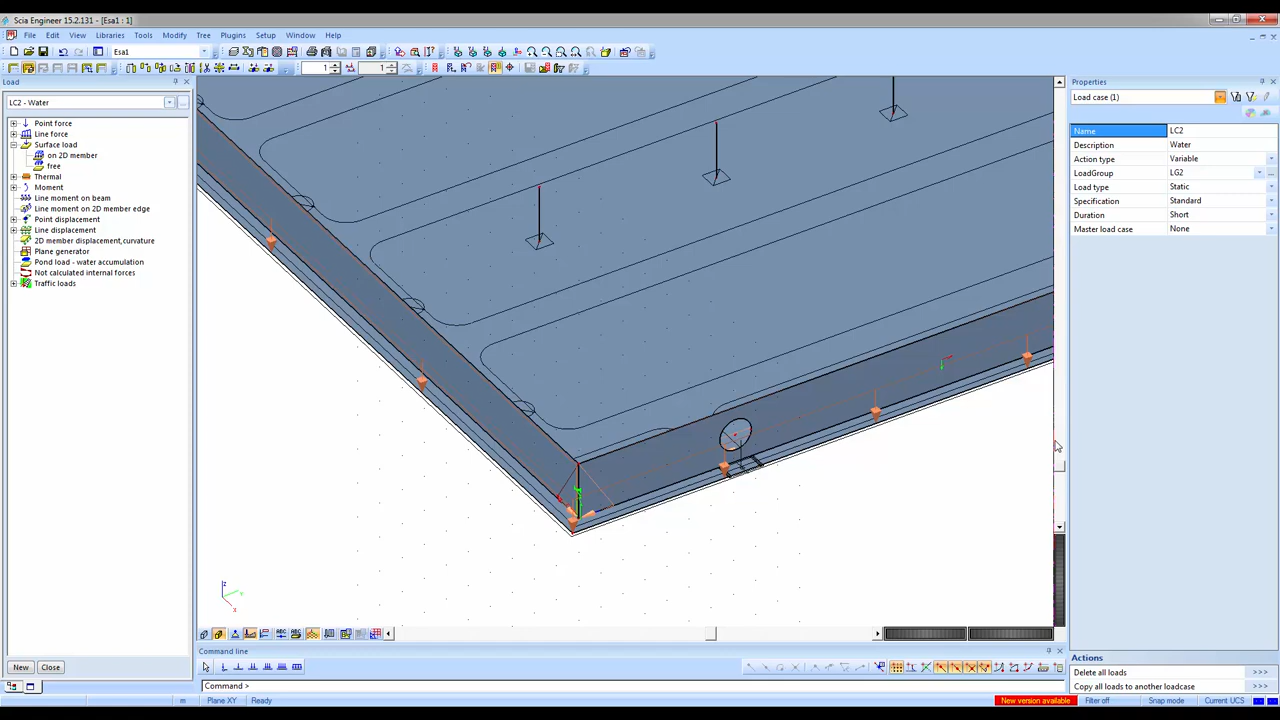 Scia Engineer 15.2.131 - [Esa1 : 1]
File Edit View Libraries Tools Modify Tree Plugins Setup Window Help
Esa1
1 1
Load
LC2 - Water
Point force
Line force
Surface load
on 2D member
free
Thermal
Moment
Line moment on beam
Line moment on 2D member edge
Point displacement
Line displacement
2D member displacement,curvature
Plane generator
Pond load - water accumulation
Not calculated internal forces
Traffic loads
New Close
Properties
Load case (1)
Name LC2
Description Water
Action type Variable
LoadGroup LG2
Load type Static
Specification Standard
Duration Short
Master load case None
Actions
Delete all loads >>>
Copy all loads to another loadcase >>>
Command line
Command >
m Plane XY Ready New version available Filter off Snap mode Current UCS